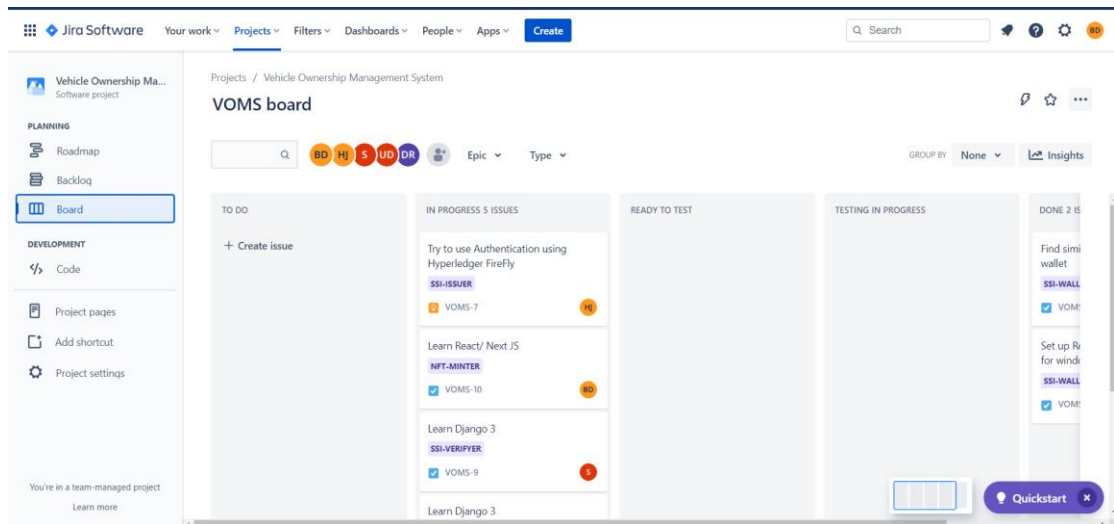 Jira Software Your work Projects Filters Dashboards People Apps Create Search BD
Vehicle Ownership Ma...
Software project
PLANNING
Roadmap
Backlog
Board
DEVELOPMENT
Code
Project pages
Add shortcut
Project settings
You're in a team-managed project
Learn more
Projects / Vehicle Ownership Management System
VOMS board
BD HJ S UD DR Epic Type GROUP BY None Insights
TO DO
+ Create issue
IN PROGRESS 5 ISSUES
Try to use Authentication using
Hyperledger FireFly
SSI-ISSUER
VOMS-7 HJ
Learn React/ Next JS
NFT-MINTER
VOMS-10 BD
Learn Django 3
SSI-VERIFYER
VOMS-9 S
Learn Django 3
READY TO TEST
TESTING IN PROGRESS
DONE 2 IS
Find simi
wallet
SSI-WALL
VOM
Set up Re
for windo
SSI-WALL
VOM
Quickstart